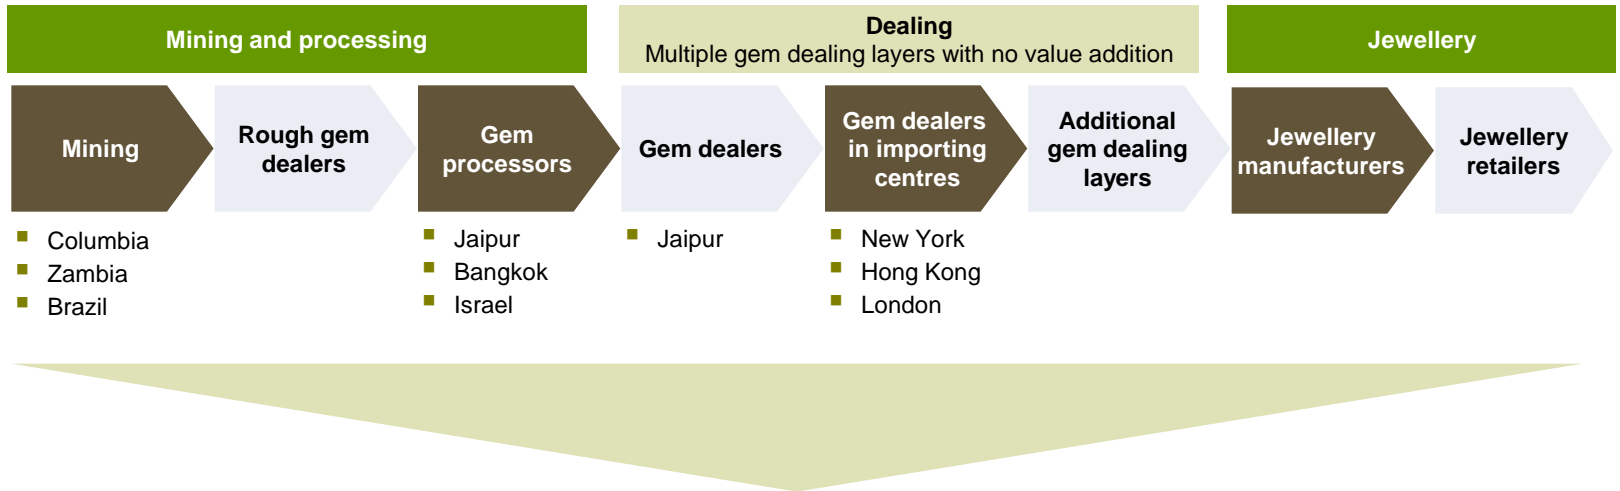 Mining and processing
Dealing
Multiple gem dealing layers with no value addition
Jewellery
Mining
Rough gem
dealers
Gem
processors
Gem dealers
Gem dealers
in importing
centres
Additional
gem dealing
layers
Jewellery
manufacturers
Jewellery
retailers
Columbia
Zambia
Brazil
Jaipur
Bangkok
Israel
Jaipur
New York
Hong Kong
London